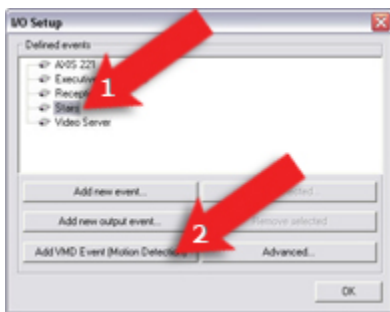 I/O Setup
Defined events
AXIS 221
Executive
Stairs
Video Server
1
Add new event...
Add new output event...
Remove selected
2
Add VMD Event (Motion Detection)
Advanced...
OK